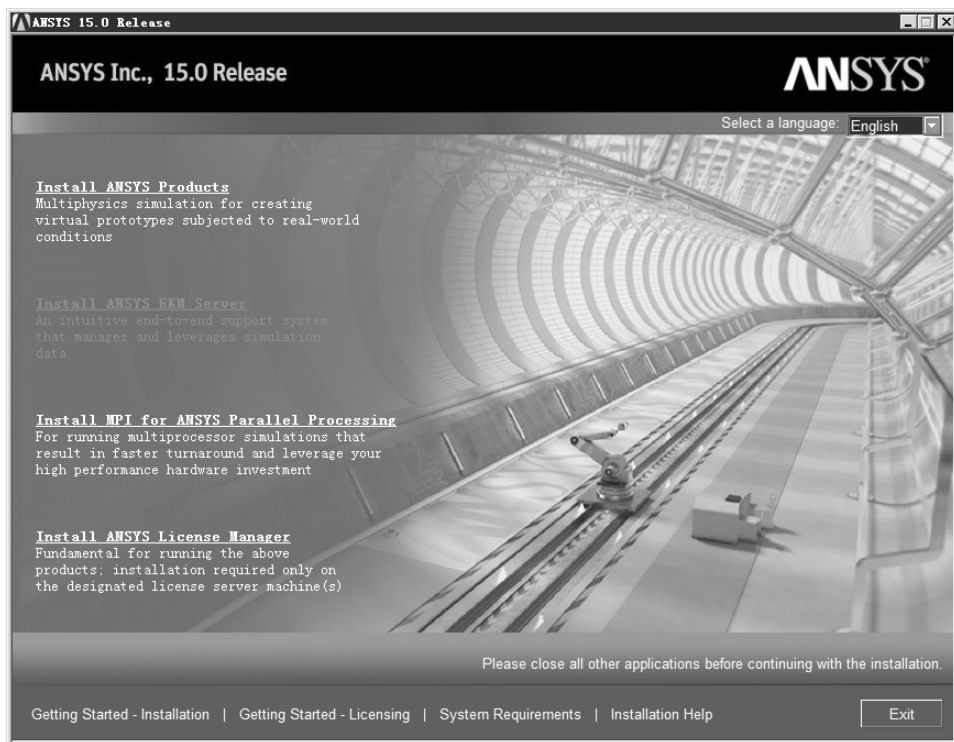 ANSYS 15.0 Release
ANSYS Inc., 15.0 Release
ANSYS
Select a language: English
Install ANSYS Products
Multiphysics simulation for creating
virtual prototypes subjected to real-world
conditions
Install ANSYS EKM Server
An intuitive end-to-end support system
that manages and leverages simulation
data
Install MPI for ANSYS Parallel Processing
For running multiprocessor simulations that
result in faster turnaround and leverage your
high performance hardware investment
Install ANSYS License Manager
Fundamental for running the above
products; installation required only on
the designated license server machine(s)
Please close all other applications before continuing with the installation.
Getting Started - Installation | Getting Started - Licensing | System Requirements | Installation Help Exit